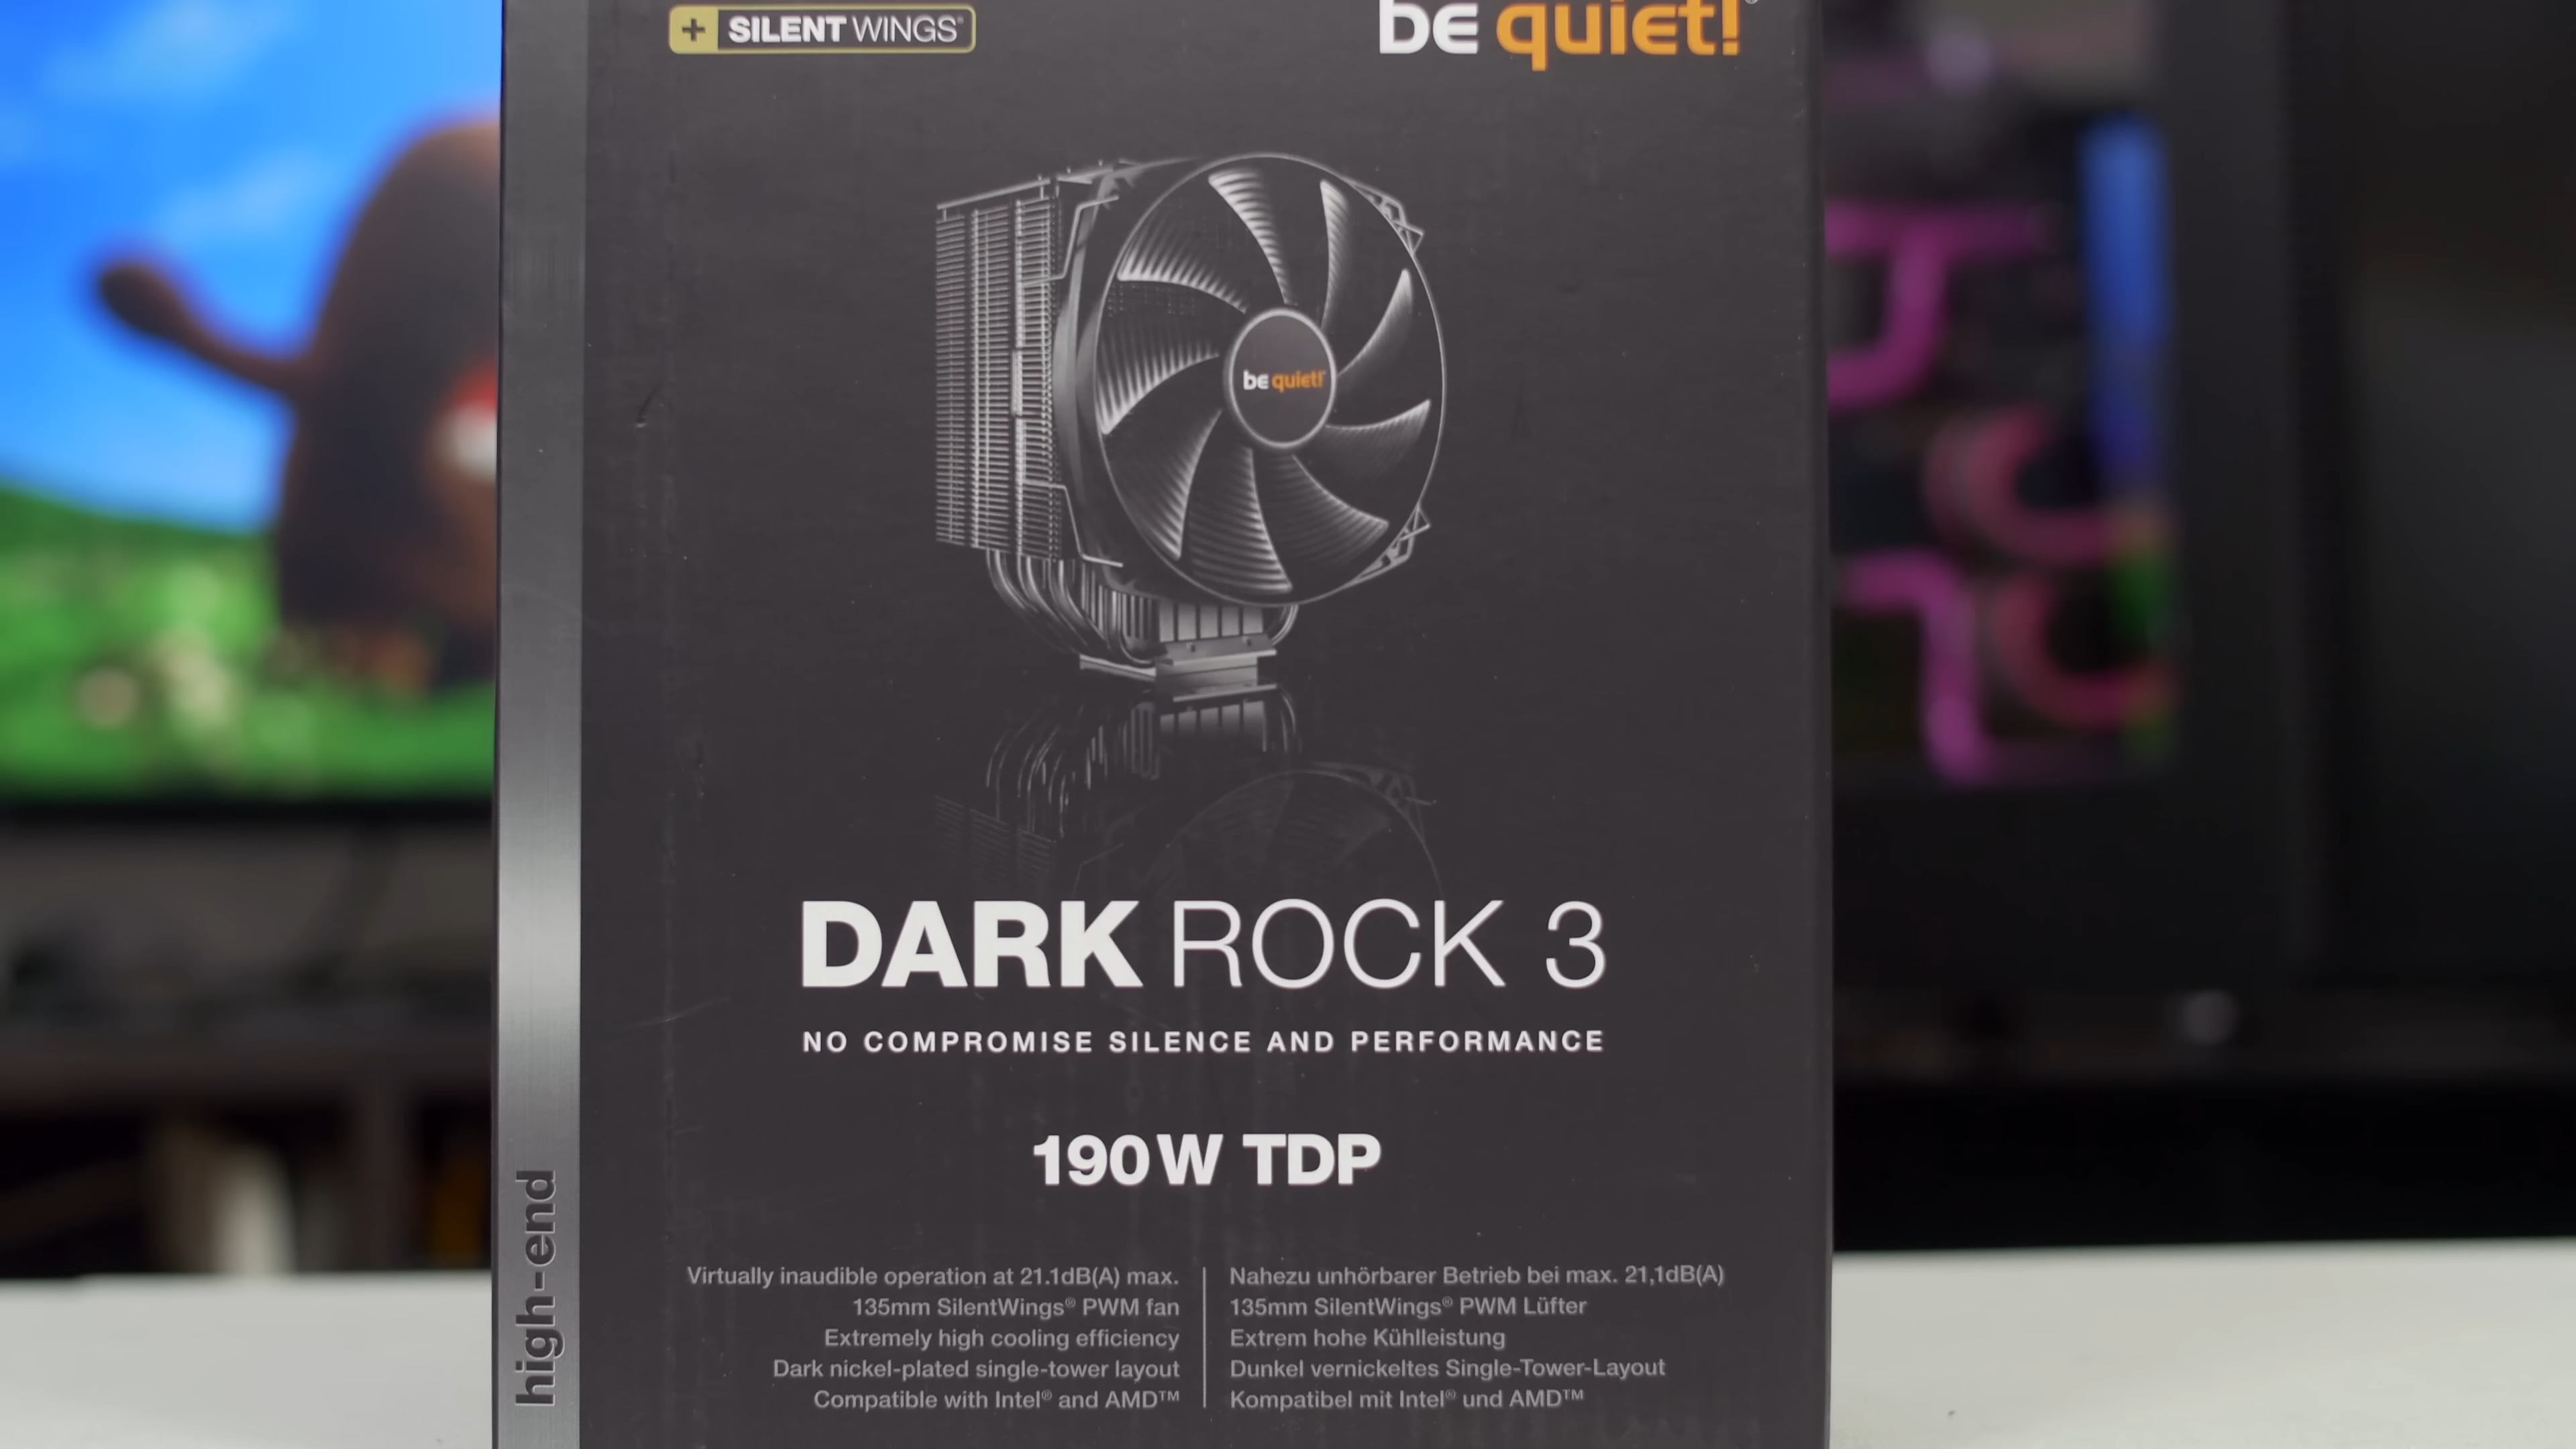 + SILENT WINGS®
be quiet!®
be quiet!®
DARK ROCK 3
NO COMPROMISE SILENCE AND PERFORMANCE
190W TDP
Virtually inaudible operation at 21.1dB(A) max.
135mm SilentWings® PWM fan
Extremely high cooling efficiency
Dark nickel-plated single-tower layout
Compatible with Intel® and AMD™
Nahezu unhörbarer Betrieb bei max. 21,1dB(A)
135mm SilentWings® PWM Lüfter
Extrem hohe Kühlleistung
Dunkel vernickeltes Single-Tower-Layout
Kompatibel mit Intel® und AMD™
high-end